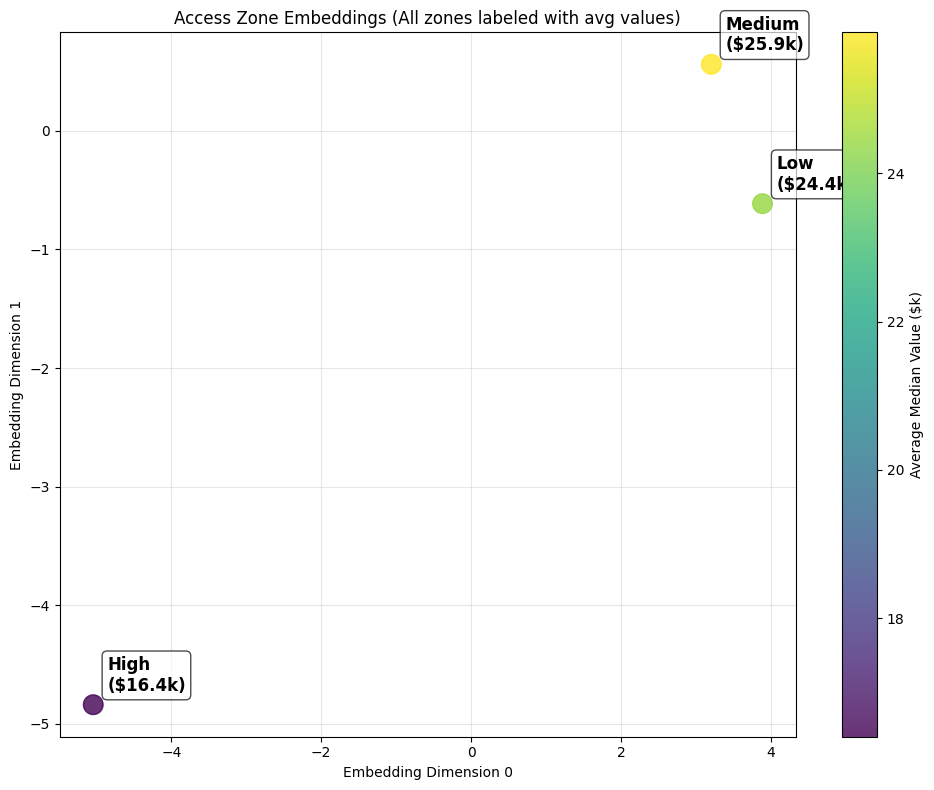 Access Zone Embeddings (All zones labeled with avg values)
Medium
($25.9k)
Low
($24.4k
High
($16.4k)
0
−1
−2
−3
−4
−5
−4
−2
0
2
4
Embedding Dimension 0
Embedding Dimension 1
24
22
20
18
Average Median Value ($k)